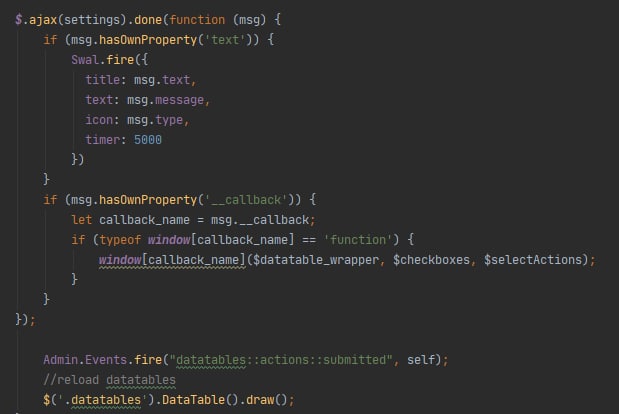 $.ajax(settings).done(function (msg) {
    if (msg.hasOwnProperty('text')) {
        Swal.fire({
          title: msg.text,
          text: msg.message,
          icon: msg.type,
          timer: 5000
        })
    }
    if (msg.hasOwnProperty('__callback')) {
        let callback_name = msg.__callback;
        if (typeof window[callback_name] == 'function') {
            window[callback_name]($datatable_wrapper, $checkboxes, $selectActions);
        }
    }
});
    Admin.Events.fire("datatables::actions::submitted", self);
    //reload datatables
    $('.datatables').DataTable().draw();